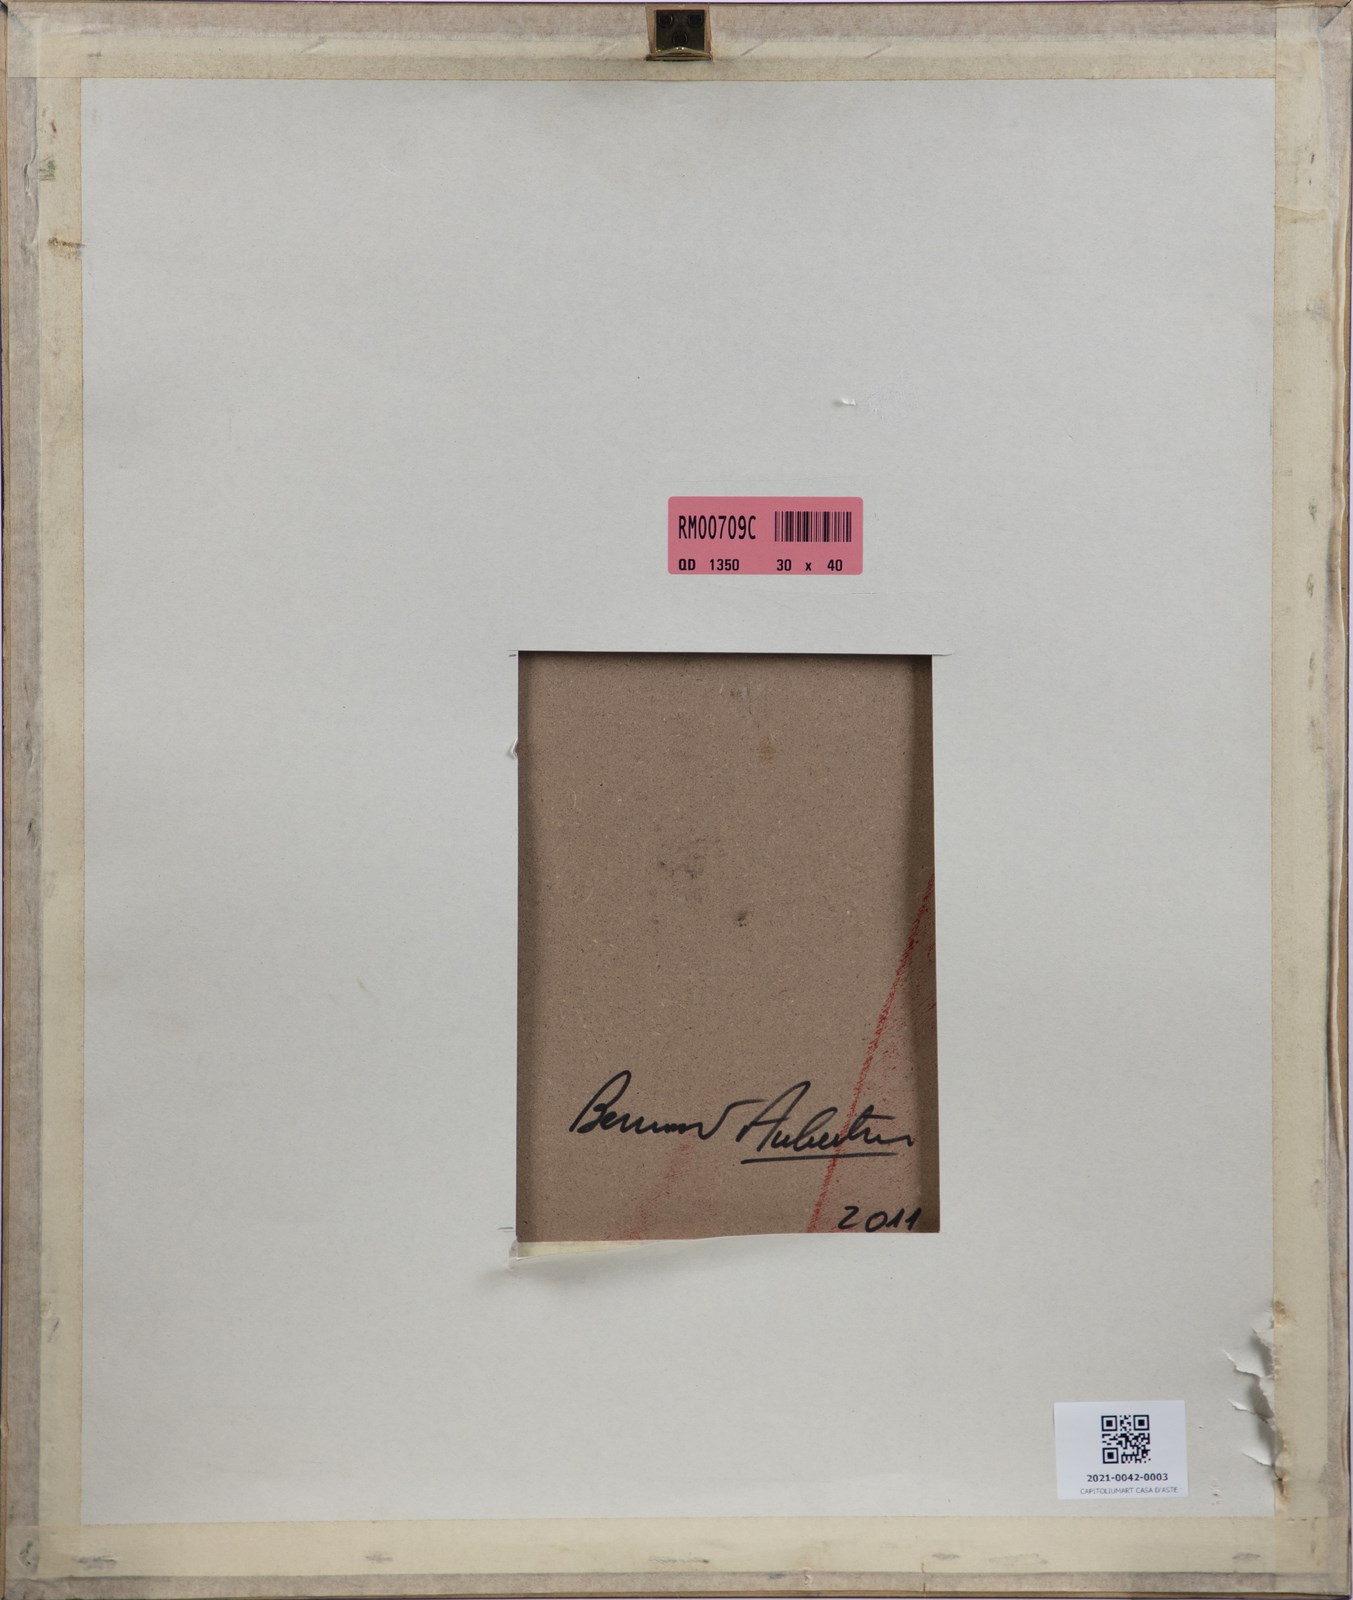 RM00709C
QD 1350 30 x 40
Bernard Aubertin
2011
2021-0042-0003
CAPITOLIUMART CASA D'ASTE